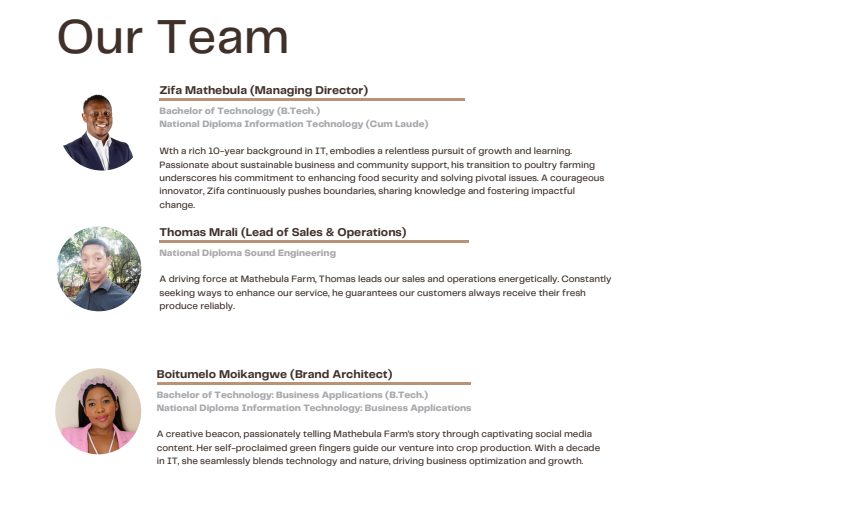 Our Team
Zifa Mathebula (Managing Director)
Bachelor of Technology (B.Tech.)
National Diploma Information Technology (Cum Laude)
Wth a rich 10-year background in IT, embodies a relentless pursuit of growth and learning.
Passionate about sustainable business and community support, his transition to poultry farming
underscores his commitment to enhancing food security and solving pivotal issues. A courageous
innovator, Zifa continuously pushes boundaries, sharing knowledge and fostering impactful
change.
Thomas Mrali (Lead of Sales & Operations)
National Diploma Sound Engineering
A driving force at Mathebula Farm, Thomas leads our sales and operations energetically. Constantly
seeking ways to enhance our service, he guarantees our customers always receive their fresh
produce reliably.
Boitumelo Moikangwe (Brand Architect)
Bachelor of Technology: Business Applications (B.Tech.)
National Diploma Information Technology: Business Applications
A creative beacon, passionately telling Mathebula Farm's story through captivating social media
content. Her self-proclaimed green fingers guide our venture into crop production. With a decade
in IT, she seamlessly blends technology and nature, driving business optimization and growth.